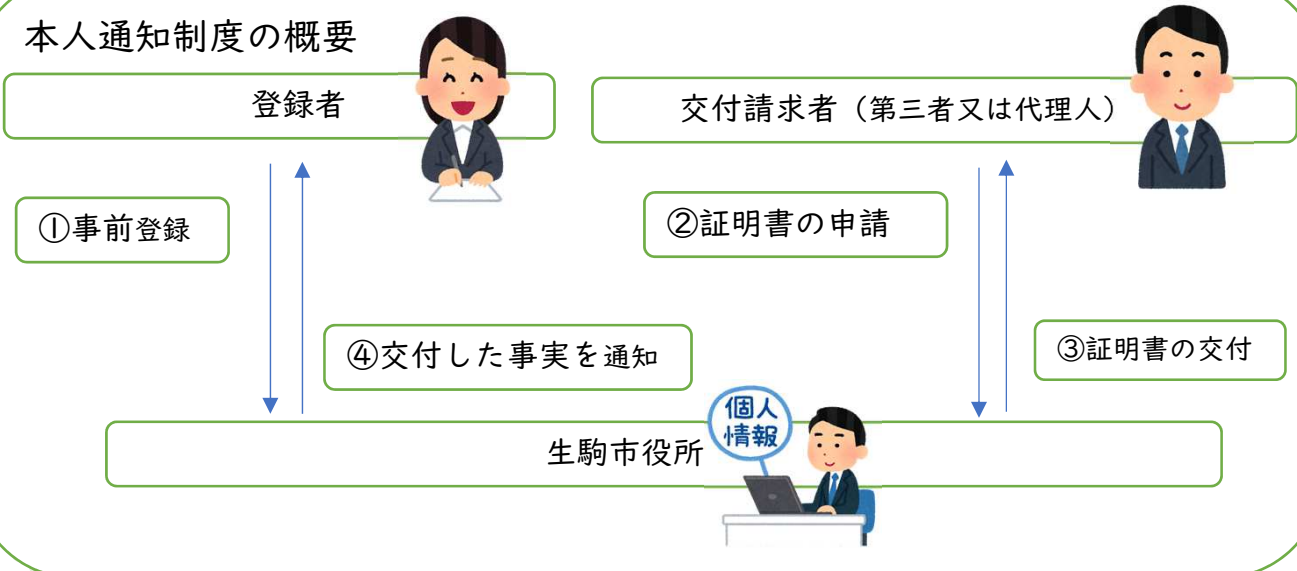 本人通知制度の概要
登録者
交付請求者（第三者又は代理人）
①事前登録
②証明書の申請
④交付した事実を通知
③証明書の交付
個人
情報
生駒市役所